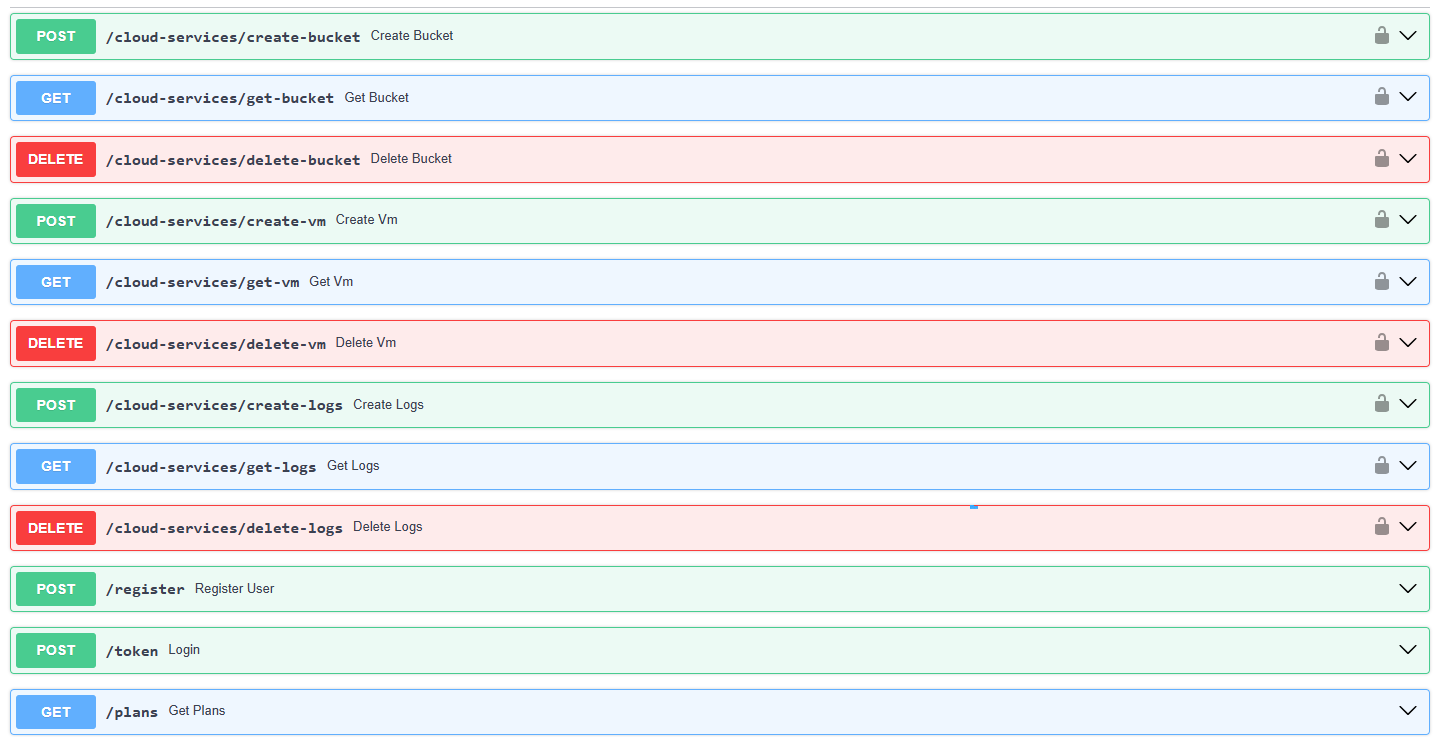 POST /cloud-services/create-bucket Create Bucket
GET /cloud-services/get-bucket Get Bucket
DELETE /cloud-services/delete-bucket Delete Bucket
POST /cloud-services/create-vm Create Vm
GET /cloud-services/get-vm Get Vm
DELETE /cloud-services/delete-vm Delete Vm
POST /cloud-services/create-logs Create Logs
GET /cloud-services/get-logs Get Logs
DELETE /cloud-services/delete-logs Delete Logs
POST /register Register User
POST /token Login
GET /plans Get Plans